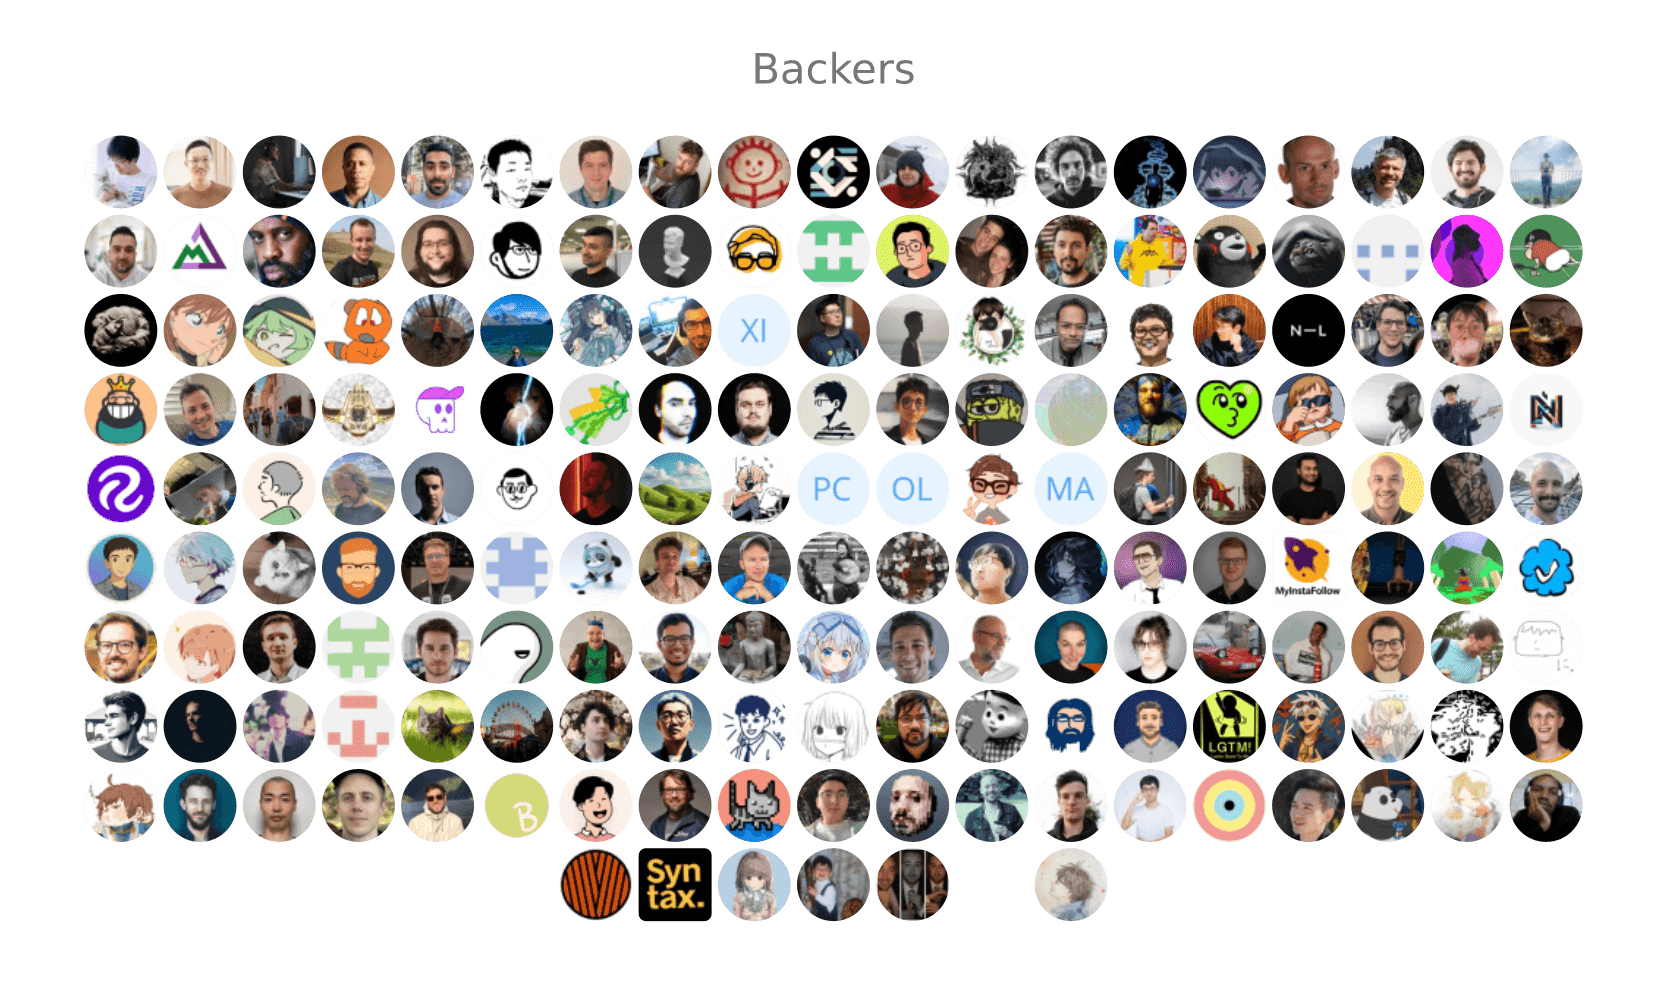 Backers
XI
N—L
PC
OL
MA
MyInstaFollow
LGTM!
B
Syn
tax.